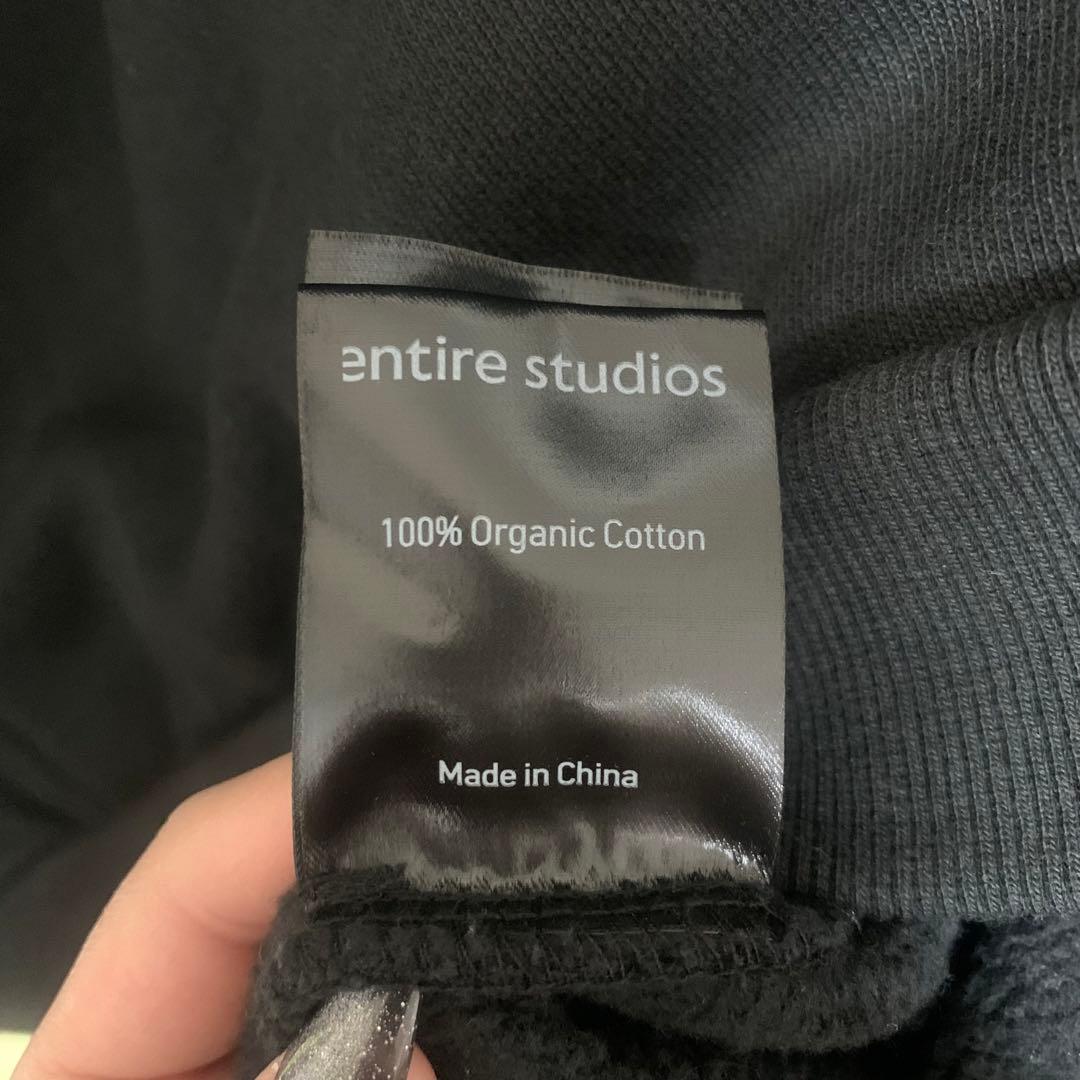 entire studios
100% Organic Cotton
Made in China